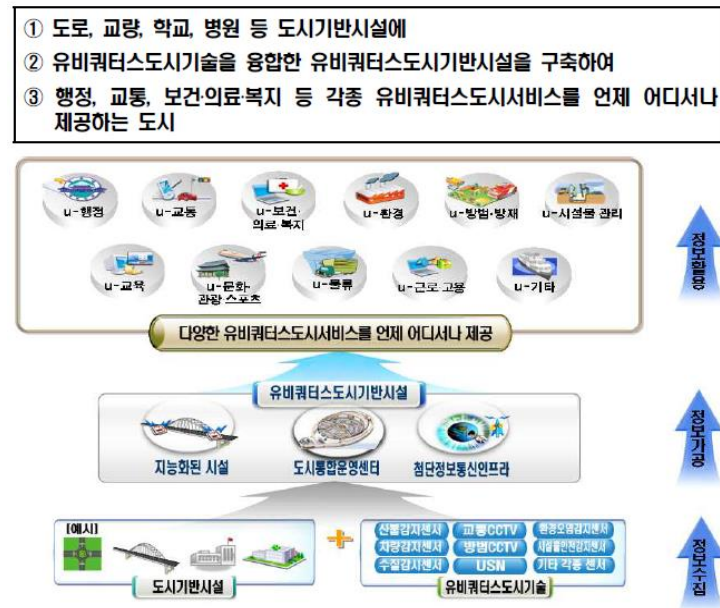 ① 도로, 교량, 학교, 병원 등 도시기반시설에
② 유비쿼터스도시기술을 융합한 유비쿼터스도시기반시설을 구축하여
③ 행정, 교통, 보건·의료·복지 등 각종 유비쿼터스도시서비스를 언제 어디서나
제공하는 도시
u-행정
u-교통
u-보건·
의료·복지
u-환경
u-방범·방재
u-시설물 관리
u-교육
u-문화·
관광·스포츠
u-물류
u-근로·고용
u-기타
정보활용
다양한 유비쿼터스도시서비스를 언제 어디서나 제공
유비쿼터스도시기반시설
지능화된 시설
도시통합운영센터
첨단정보통신인프라
정보가공
[예시]
도시기반시설
산불감지센서
교통CCTV
환경오염감지센서
차량감지센서
방범CCTV
시설물안전감지센서
수질감지센서
USN
기타 각종 센서
유비쿼터스도시기술
정보수집